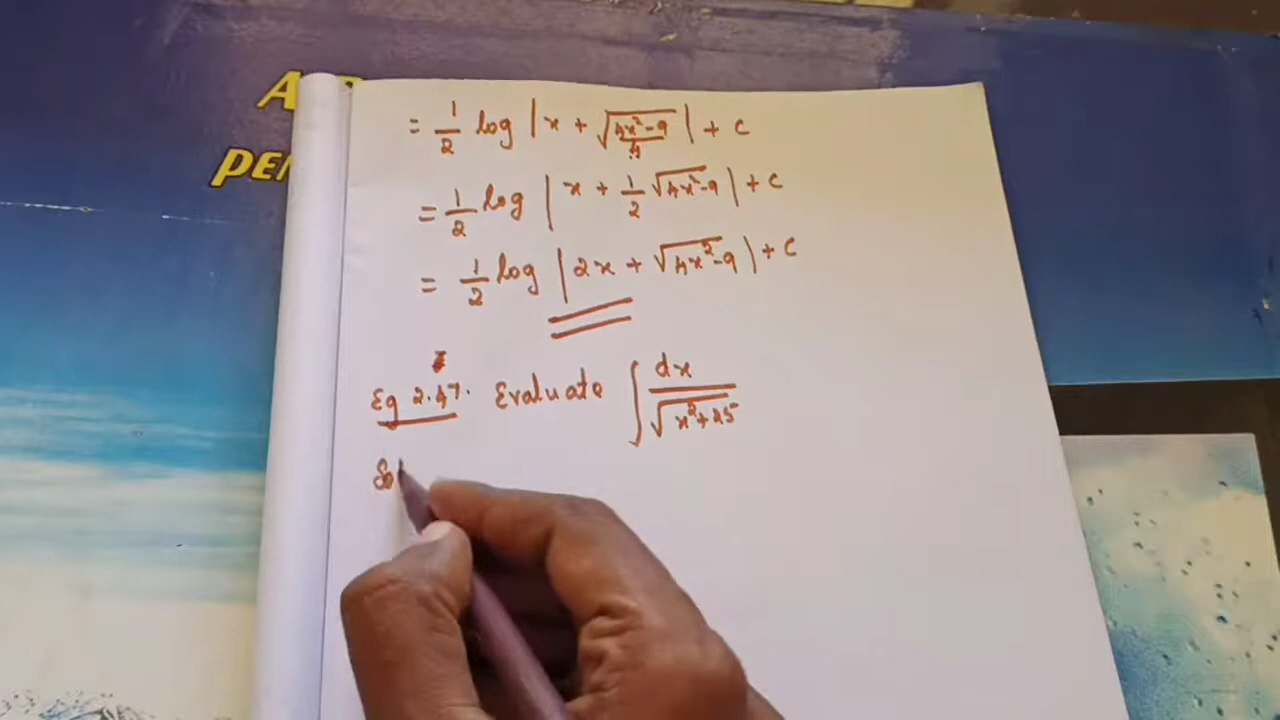 = 1/2 log |x + √((4x²-9)/4)| + c
= 1/2 log |x + 1/2 √(4x²-9)| + c
= 1/2 log |2x + √(4x²-9)| + c
Eg 2.47. Evaluate ∫ dx/√(x²+25)
So